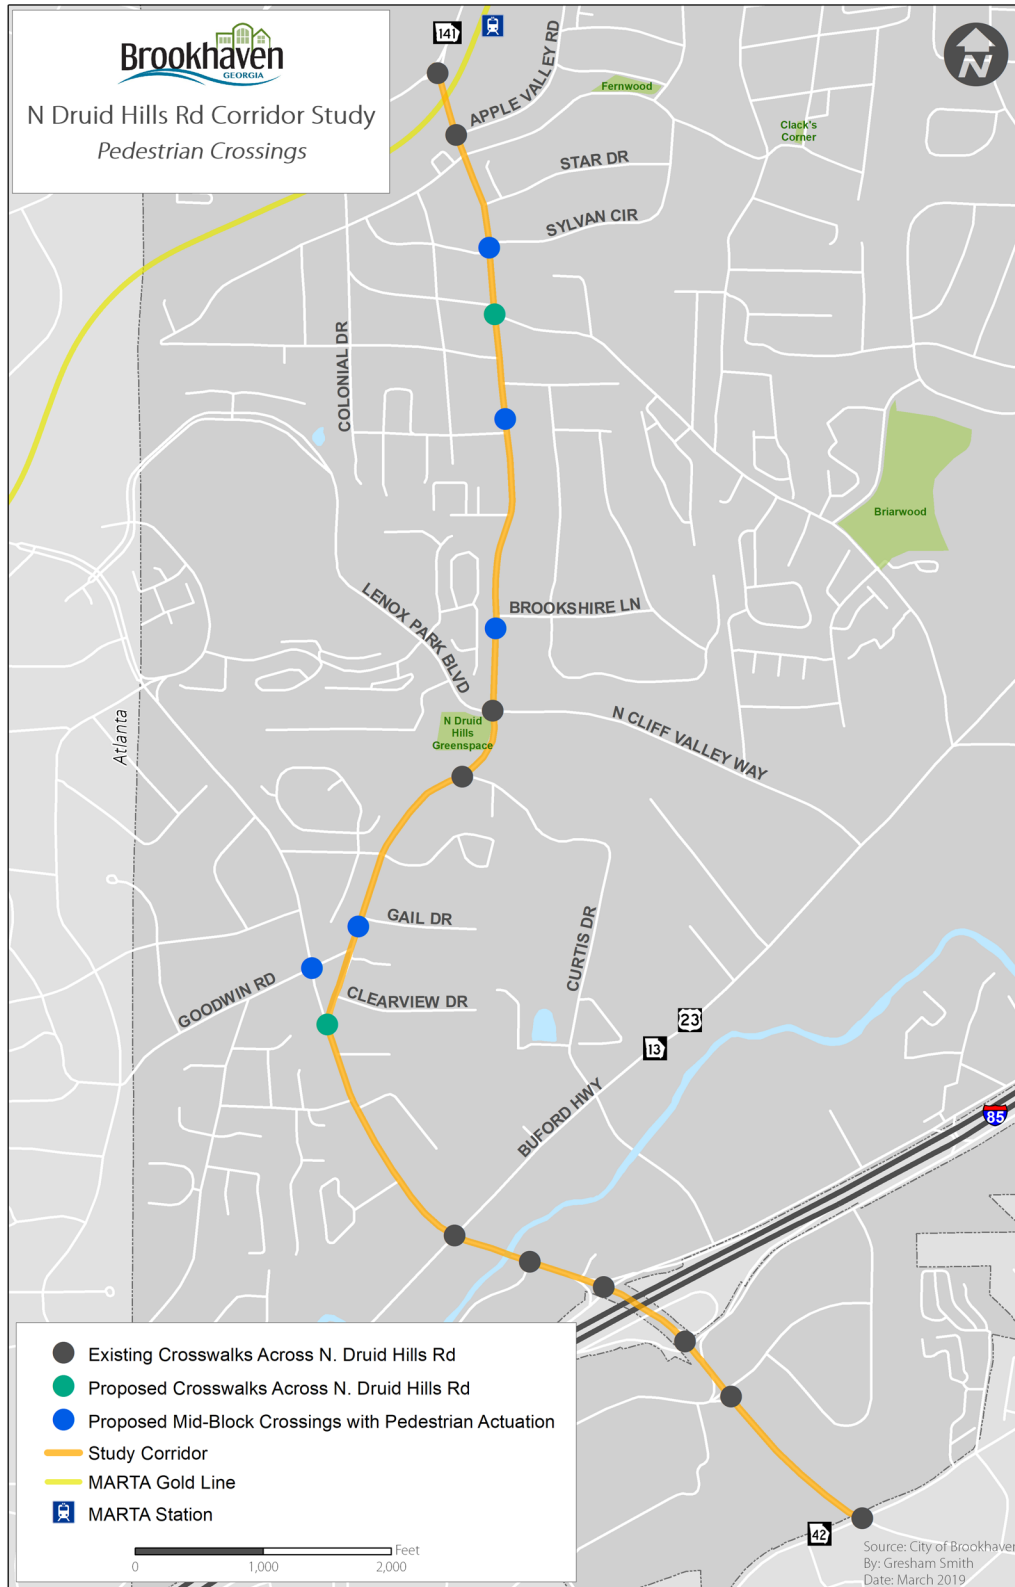 Brookhaven
GEORGIA
N Druid Hills Rd Corridor Study
Pedestrian Crossings
141
APPLE VALLEY RD
Fernwood
Clack's
Corner
N
STAR DR
SYLVAN CIR
COLONIAL DR
Briarwood
LENOX PARK BLVD
BROOKSHIRE LN
N Druid
Hills
Greenspace
N CLIFF VALLEY WAY
Atlanta
GAIL DR
CURTIS DR
GOODWIN RD
CLEARVIEW DR
23
13
BUFORD HWY
85
Existing Crosswalks Across N. Druid Hills Rd
Proposed Crosswalks Across N. Druid Hills Rd
Proposed Mid-Block Crossings with Pedestrian Actuation
Study Corridor
MARTA Gold Line
MARTA Station
Feet
0 1,000 2,000
42
Source: City of Brookhaven
By: Gresham Smith
Date: March 2019